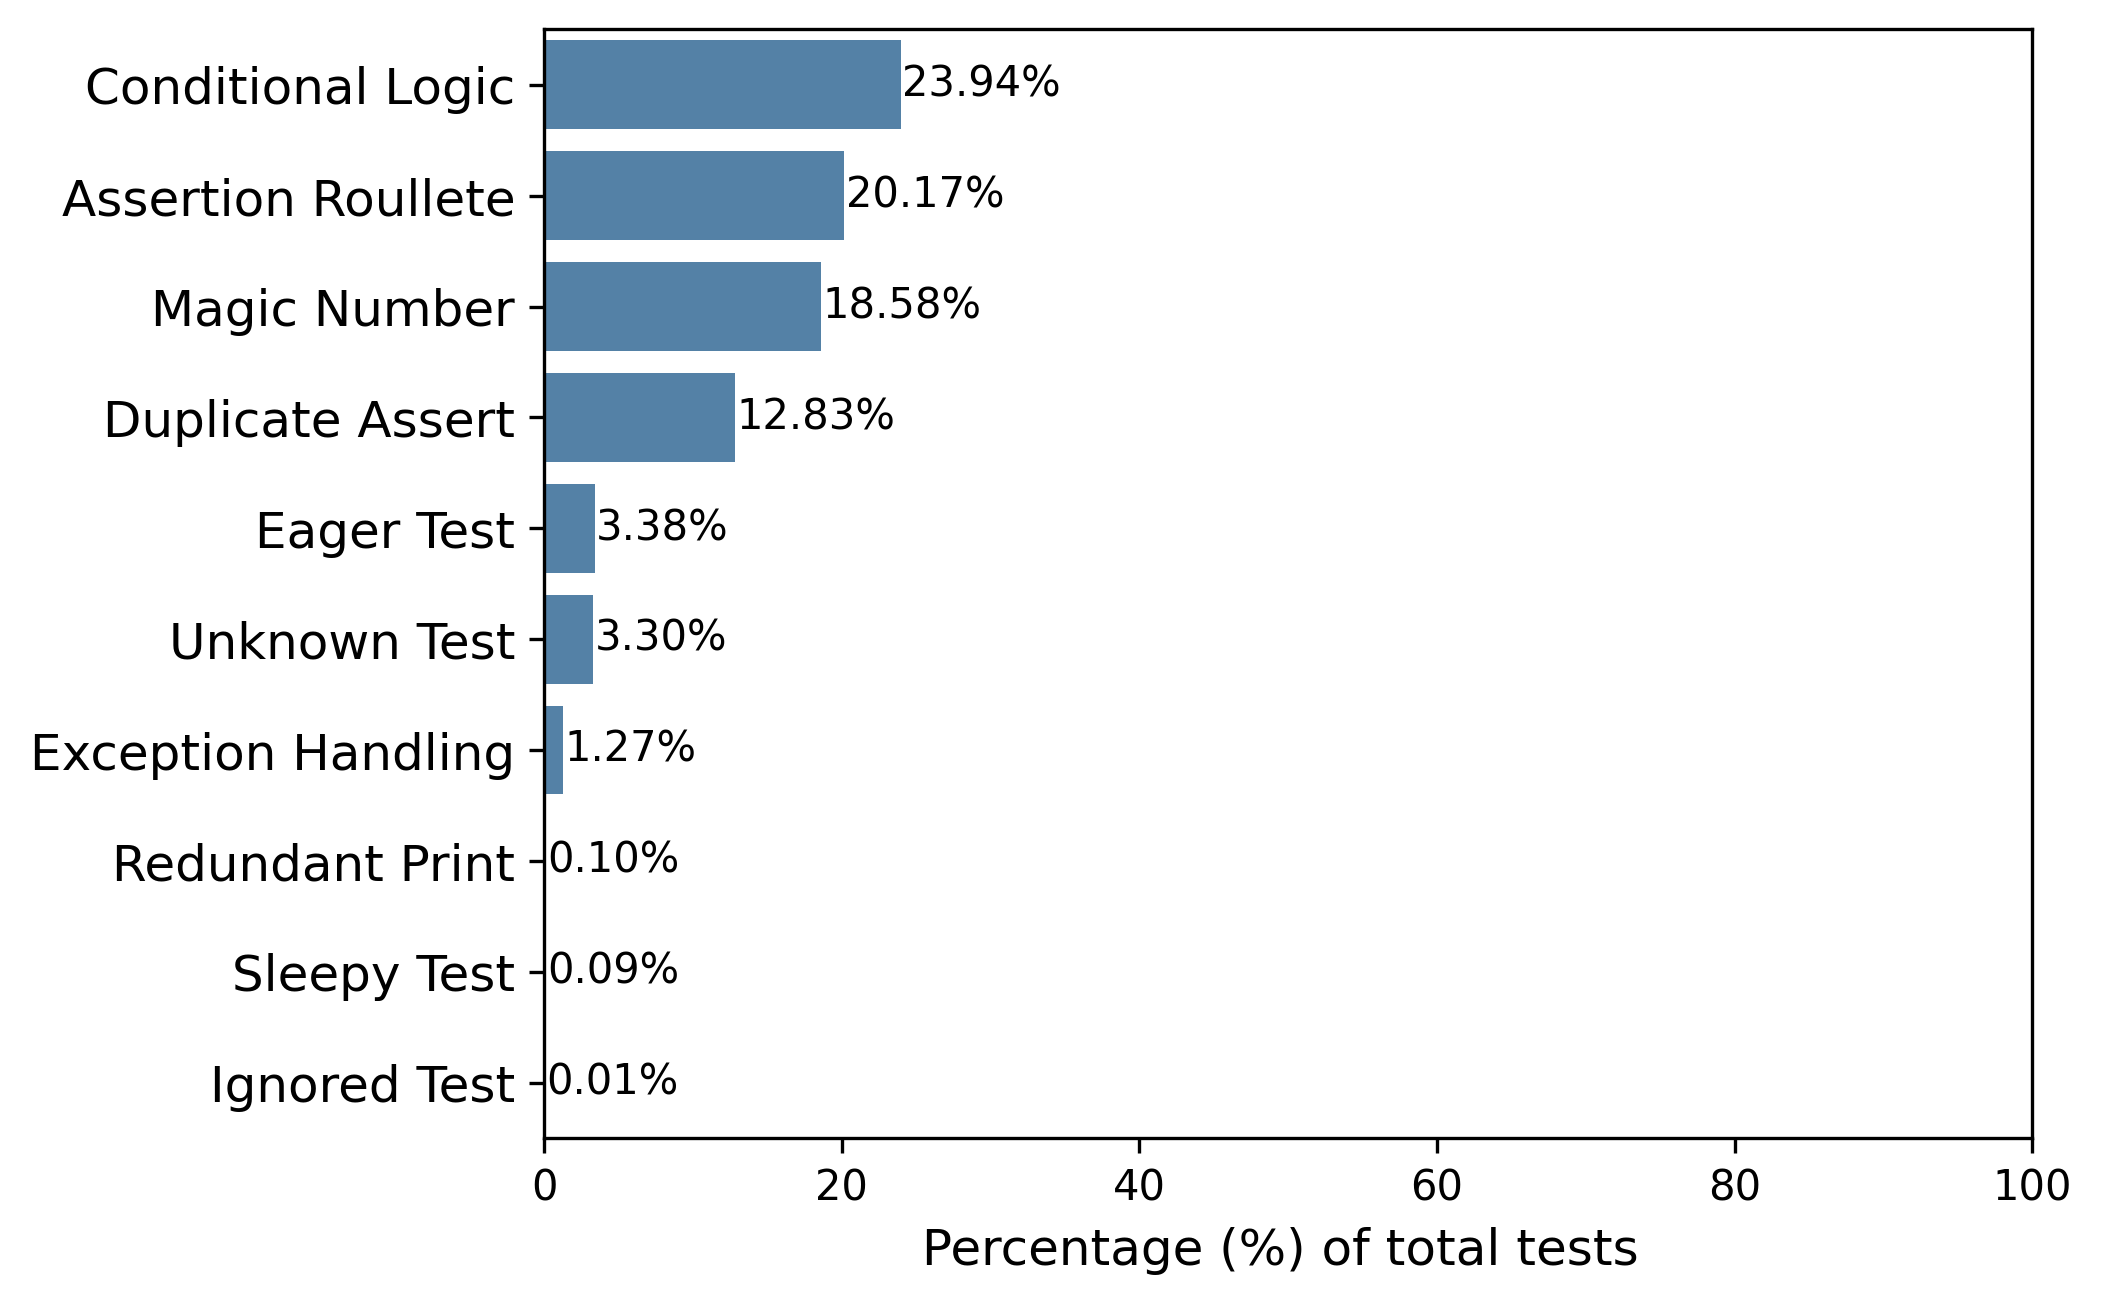 Conditional Logic 23.94%
Assertion Roullete 20.17%
Magic Number 18.58%
Duplicate Assert 12.83%
Eager Test 3.38%
Unknown Test 3.30%
Exception Handling 1.27%
Redundant Print 0.10%
Sleepy Test 0.09%
Ignored Test 0.01%
0 20 40 60 80 100
Percentage (%) of total tests